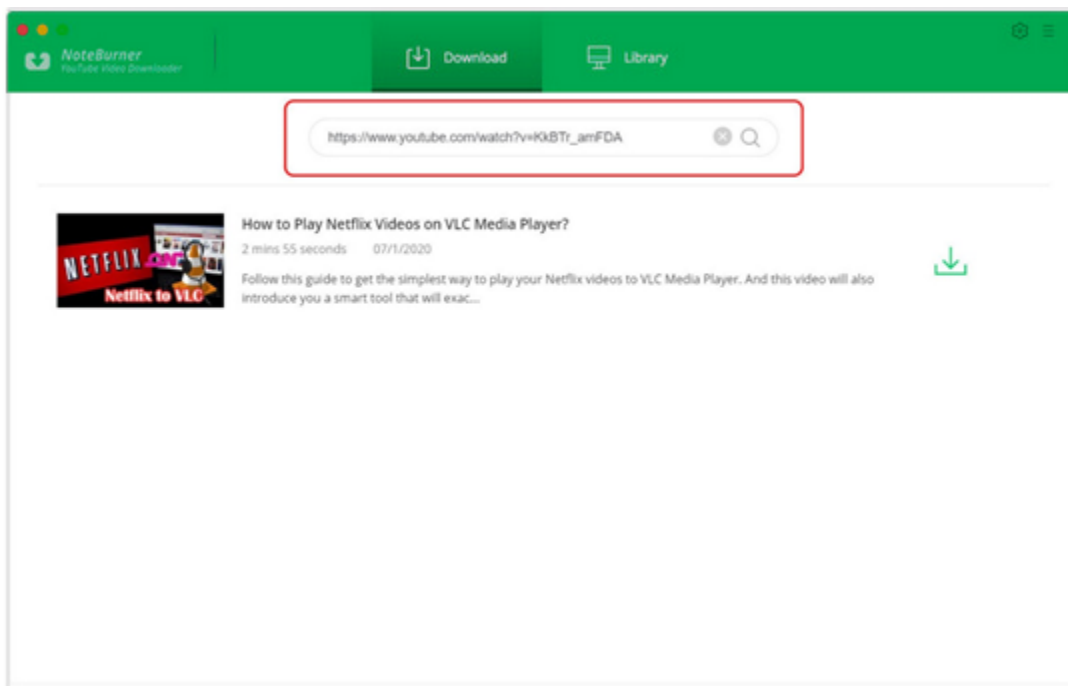 NoteBurner
YouTube Video Downloader
Download
Library
https://www.youtube.com/watch?v=KkBTr_amFDA
How to Play Netflix Videos on VLC Media Player?
2 mins 55 seconds 07/1/2020
Follow this guide to get the simplest way to play your Netflix videos to VLC Media Player. And this video will also
introduce you a smart tool that will exac...
NETFLIX
Netflix to VLC